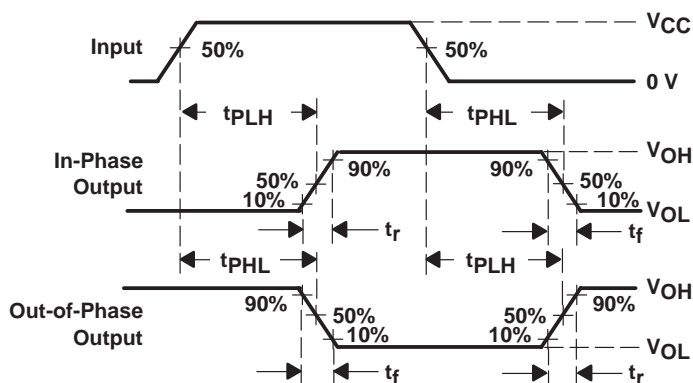 VCC
Input
50%
50%
0 V
tPLH
tPHL
In-Phase
Output
VOH
90%
90%
50%
50%
10%
10%
VOL
tr
tf
tPHL
tPLH
Out-of-Phase
Output
VOH
90%
90%
50%
50%
10%
10%
VOL
tf
tr